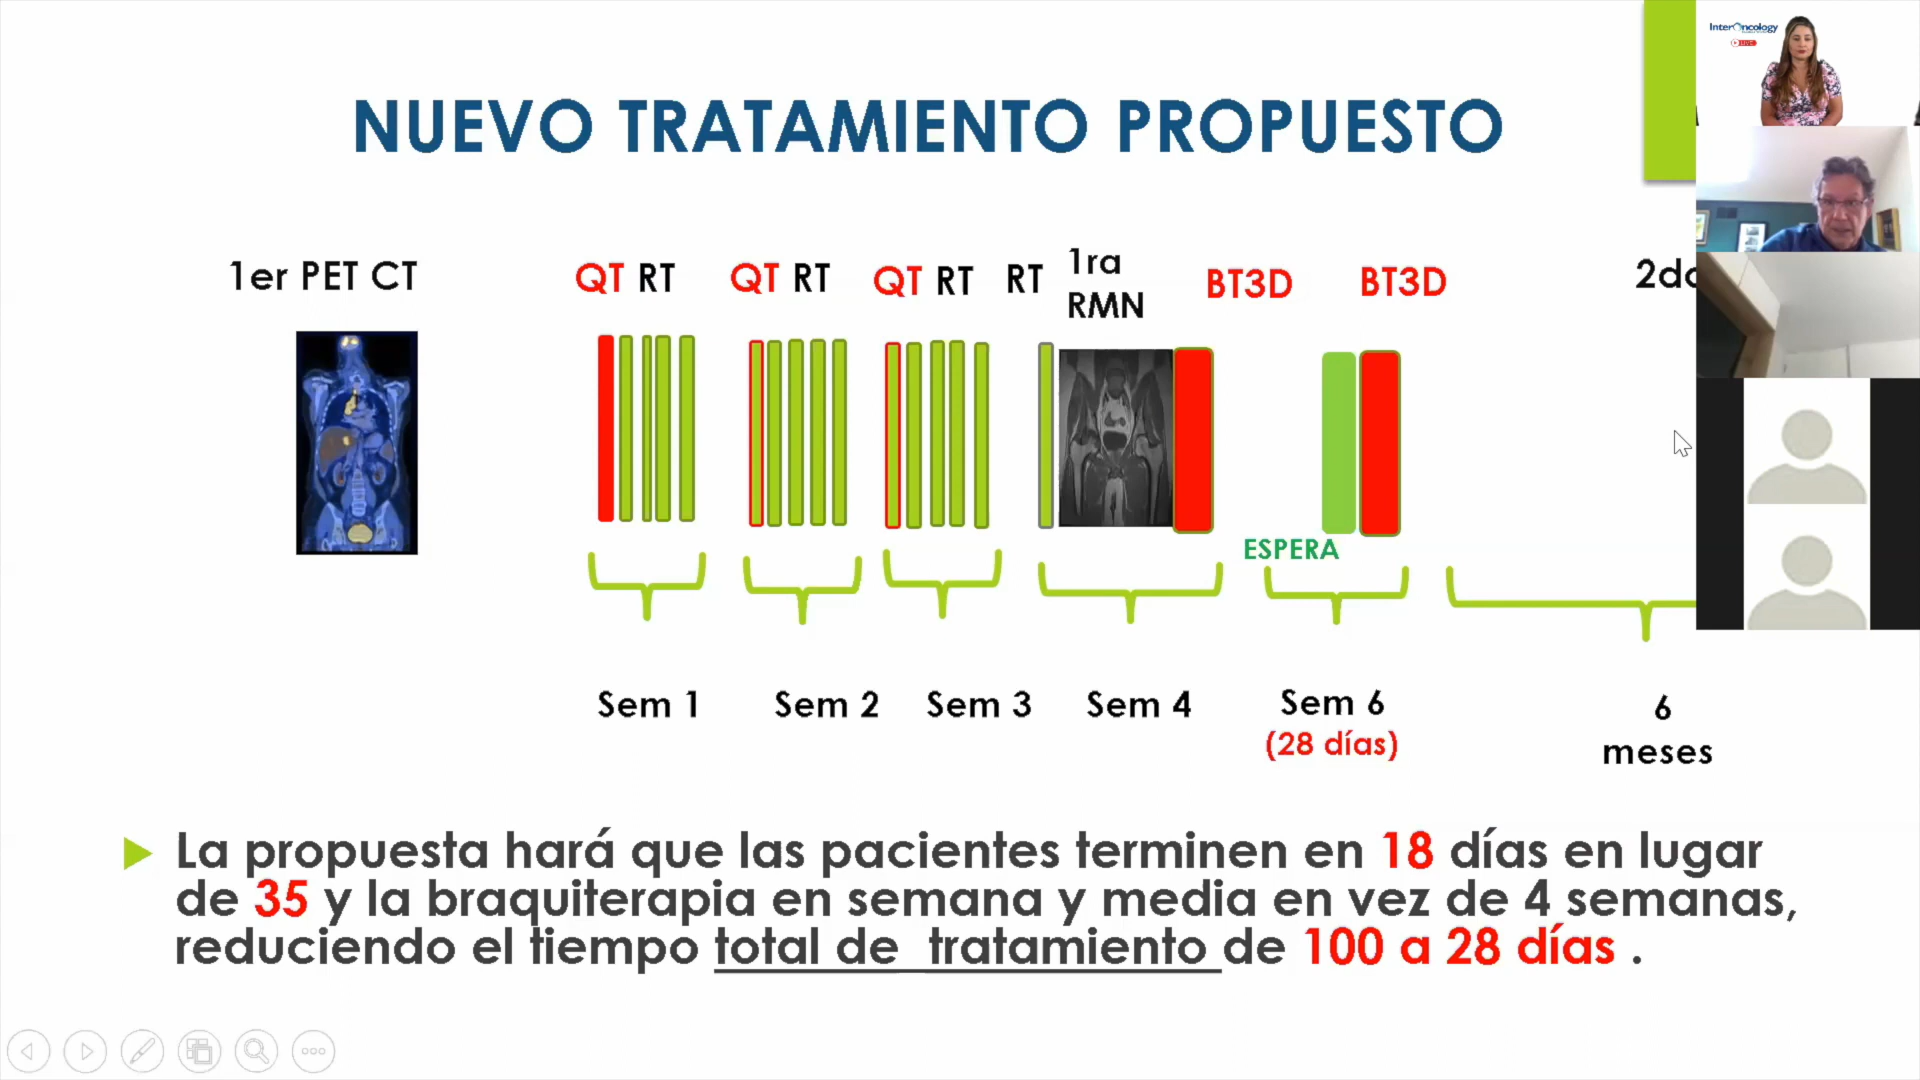 NUEVO TRATAMIENTO PROPUESTO
InterOncology
LIVE
1er PET CT
QT RT
QT RT
QT RT
RT
1ra
RMN
BT3D
BT3D
ESPERA
Sem 1
Sem 2
Sem 3
Sem 4
Sem 6
(28 días)
6
meses
La propuesta hará que las pacientes terminen en 18 días en lugar
de 35 y la braquiterapia en semana y media en vez de 4 semanas,
reduciendo el tiempo total de tratamiento de 100 a 28 días .